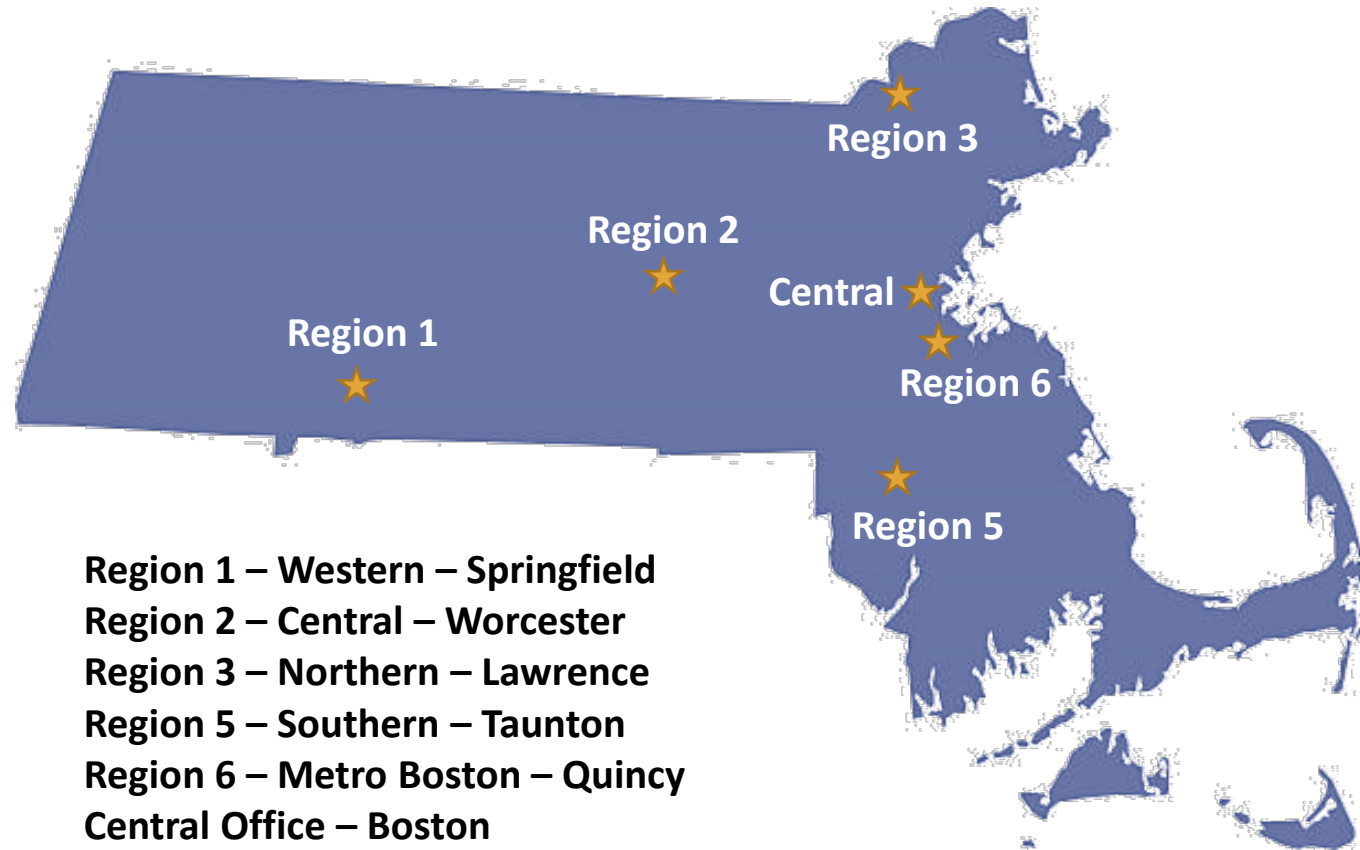 Region 3
Region 2
Central
Region 1
Region 6
Region 5
Region 1 – Western – Springfield
Region 2 – Central – Worcester
Region 3 – Northern – Lawrence
Region 5 – Southern – Taunton
Region 6 – Metro Boston – Quincy
Central Office – Boston